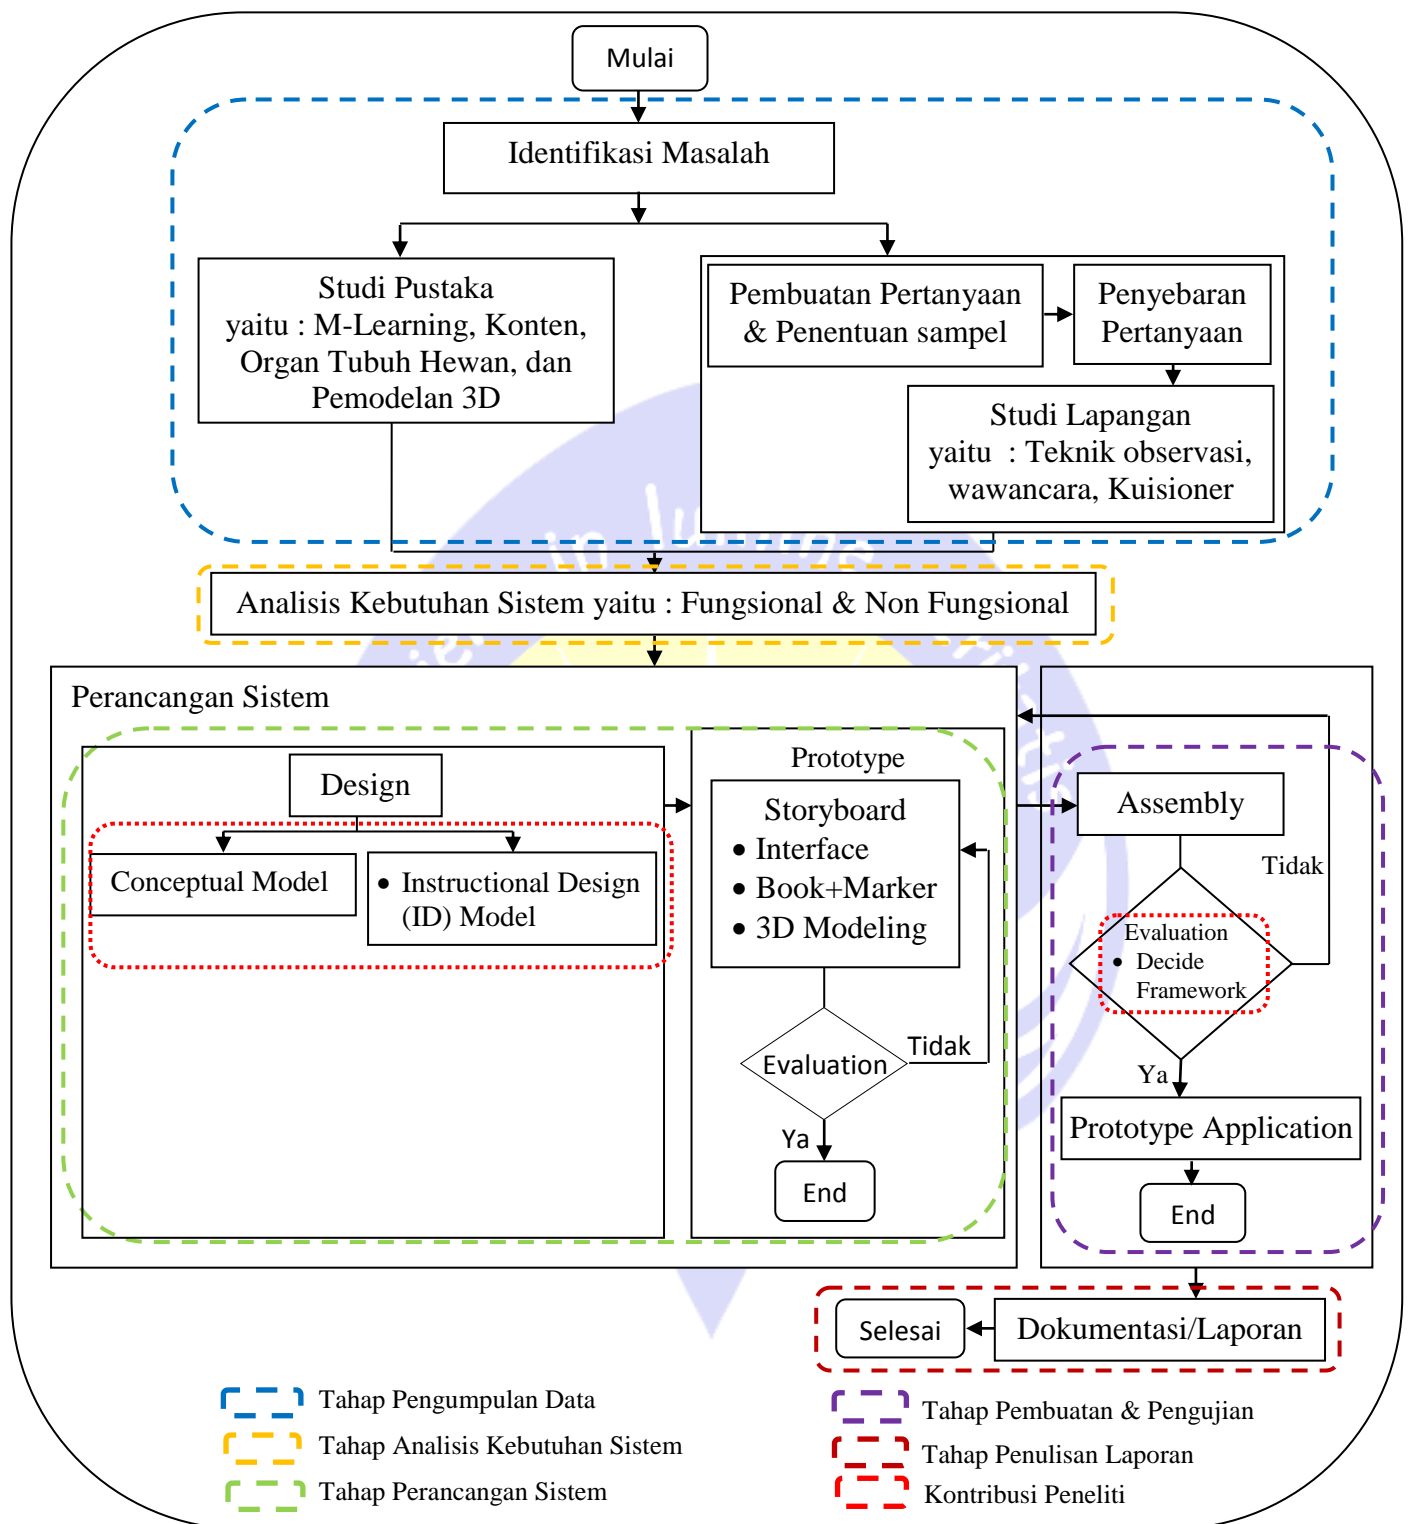 Mulai
Identifikasi Masalah
Studi Pustaka
yaitu : M-Learning, Konten,
Organ Tubuh Hewan, dan
Pemodelan 3D
Pembuatan Pertanyaan
& Penentuan sampel
Penyebaran
Pertanyaan
Studi Lapangan
yaitu : Teknik observasi,
wawancara, Kuisioner
Analisis Kebutuhan Sistem yaitu : Fungsional & Non Fungsional
Perancangan Sistem
Design
Conceptual Model
• Instructional Design
(ID) Model
Prototype
Storyboard
• Interface
• Book+Marker
• 3D Modeling
Evaluation
Tidak
Ya
End
Assembly
Tidak
Evaluation
• Decide
Framework
Ya
Prototype Application
End
Selesai
Dokumentasi/Laporan
Tahap Pengumpulan Data
Tahap Analisis Kebutuhan Sistem
Tahap Perancangan Sistem
Tahap Pembuatan & Pengujian
Tahap Penulisan Laporan
Kontribusi Peneliti